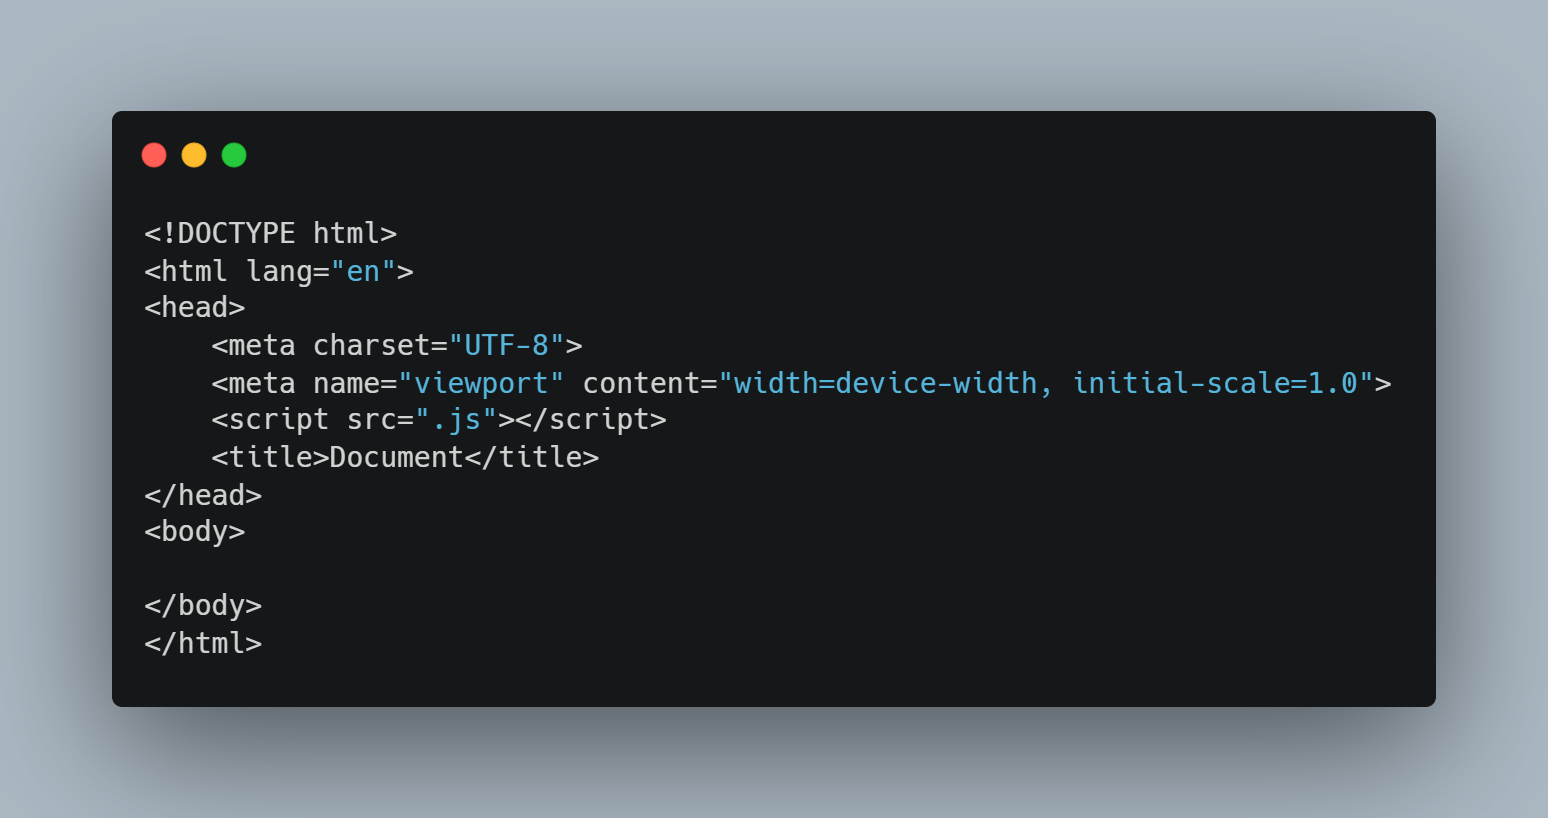 <!DOCTYPE html>
<html lang="en">
<head>
    <meta charset="UTF-8">
    <meta name="viewport" content="width=device-width, initial-scale=1.0">
    <script src=".js"></script>
    <title>Document</title>
</head>
<body>

</body>
</html>